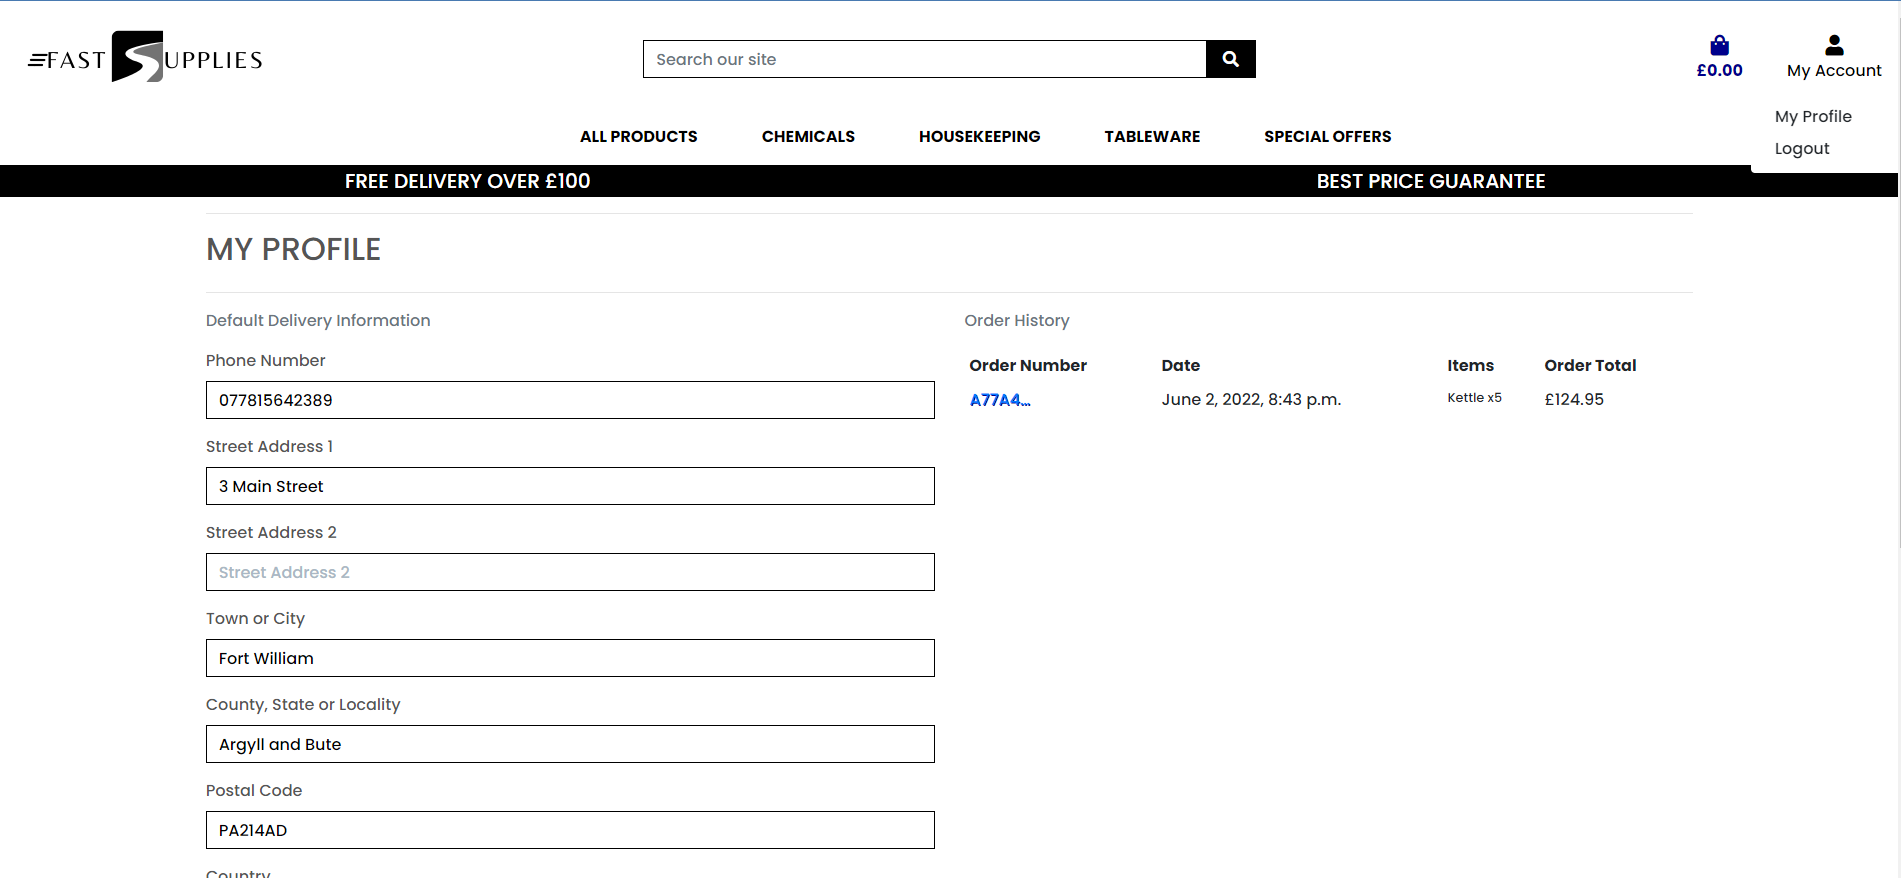 FAST SUPPLIES
Search our site
£0.00
My Account
My Profile
Logout
ALL PRODUCTS CHEMICALS HOUSEKEEPING TABLEWARE SPECIAL OFFERS
FREE DELIVERY OVER £100 BEST PRICE GUARANTEE
MY PROFILE
Default Delivery Information
Phone Number
077815642389
Street Address 1
3 Main Street
Street Address 2
Street Address 2
Town or City
Fort William
County, State or Locality
Argyll and Bute
Postal Code
PA214AD
Country
Order History
Order Number Date Items Order Total
A77A4... June 2, 2022, 8:43 p.m. Kettle x5 £124.95